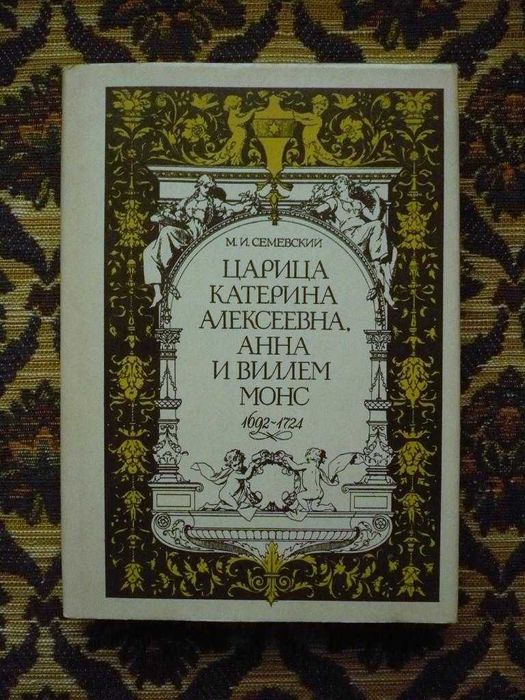 М. И. СЕМЕВСКИЙ
ЦАРИЦА
КАТЕРИНА
АЛЕКСЕЕВНА,
АННА
И ВИЛЛЕМ
МОНС
1692~1724